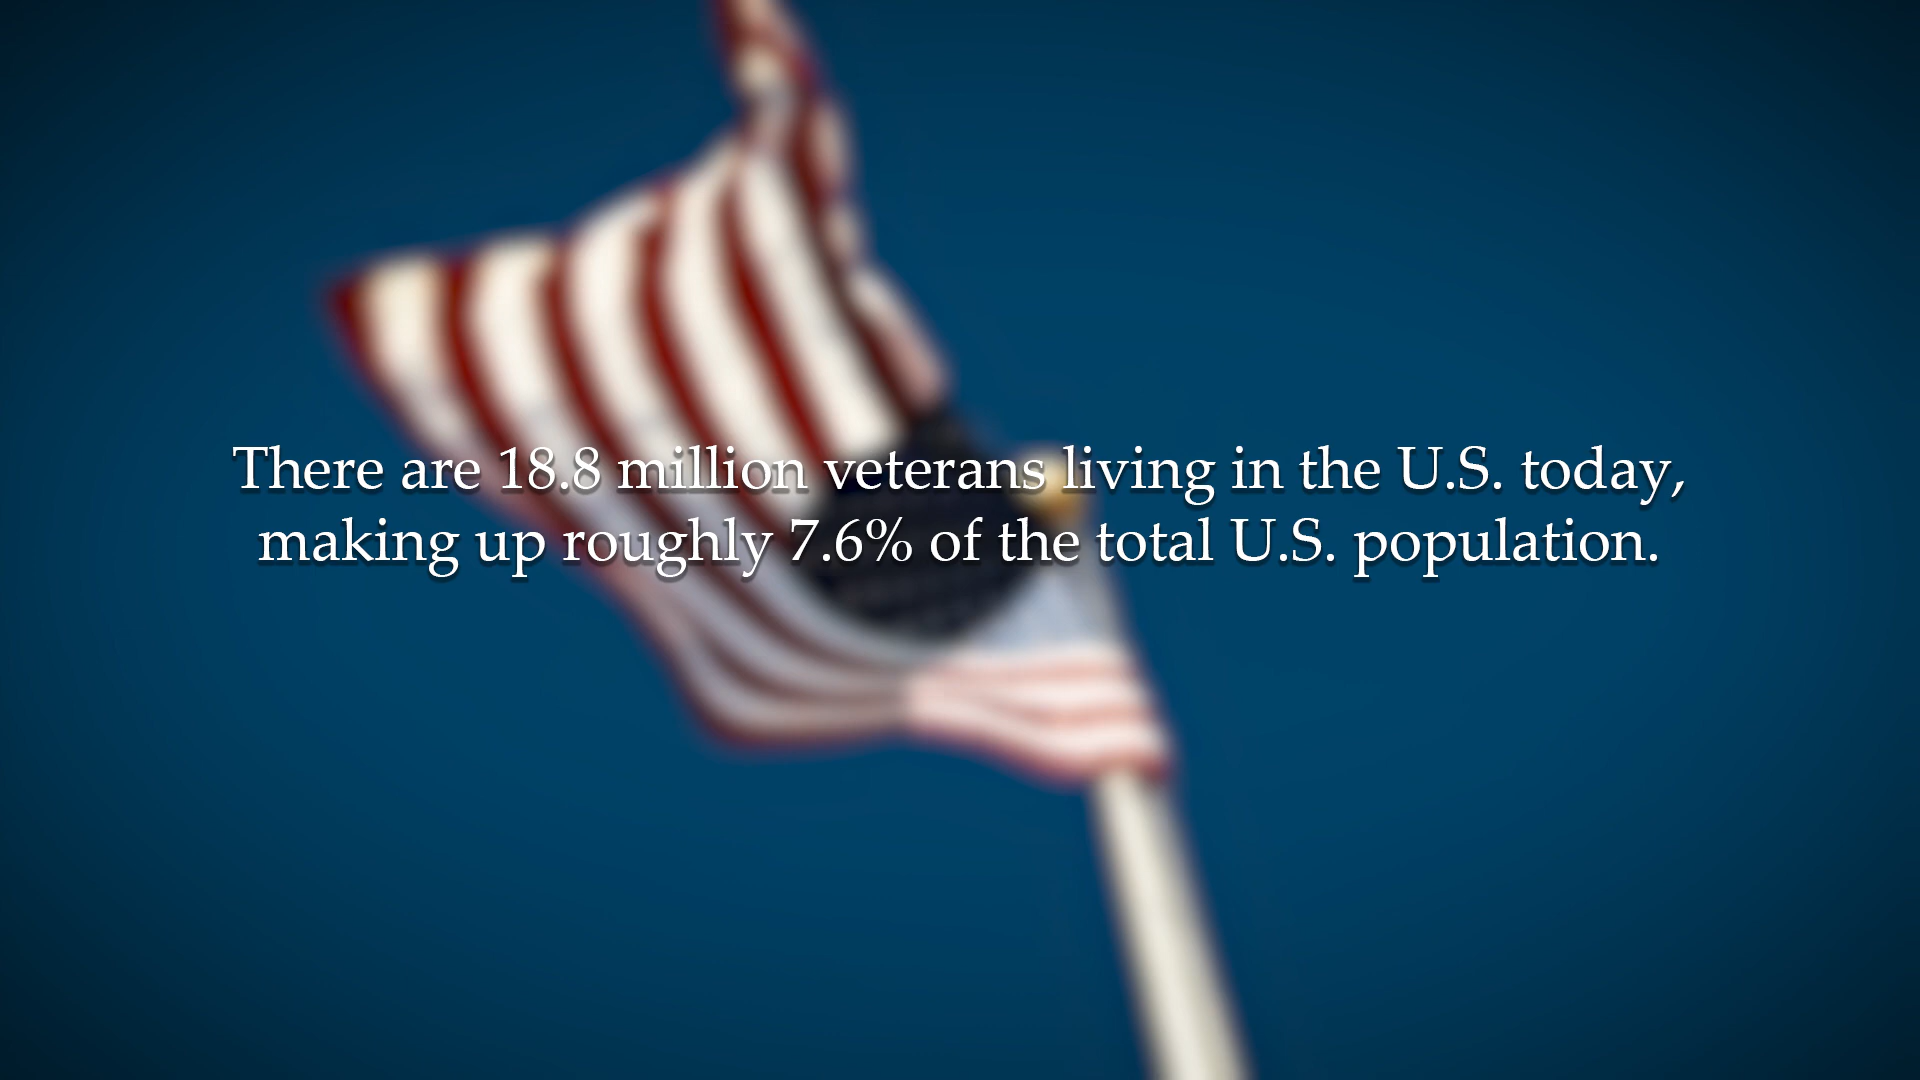 There are 18.8 million veterans living in the U.S. today,
making up roughly 7.6% of the total U.S. population.